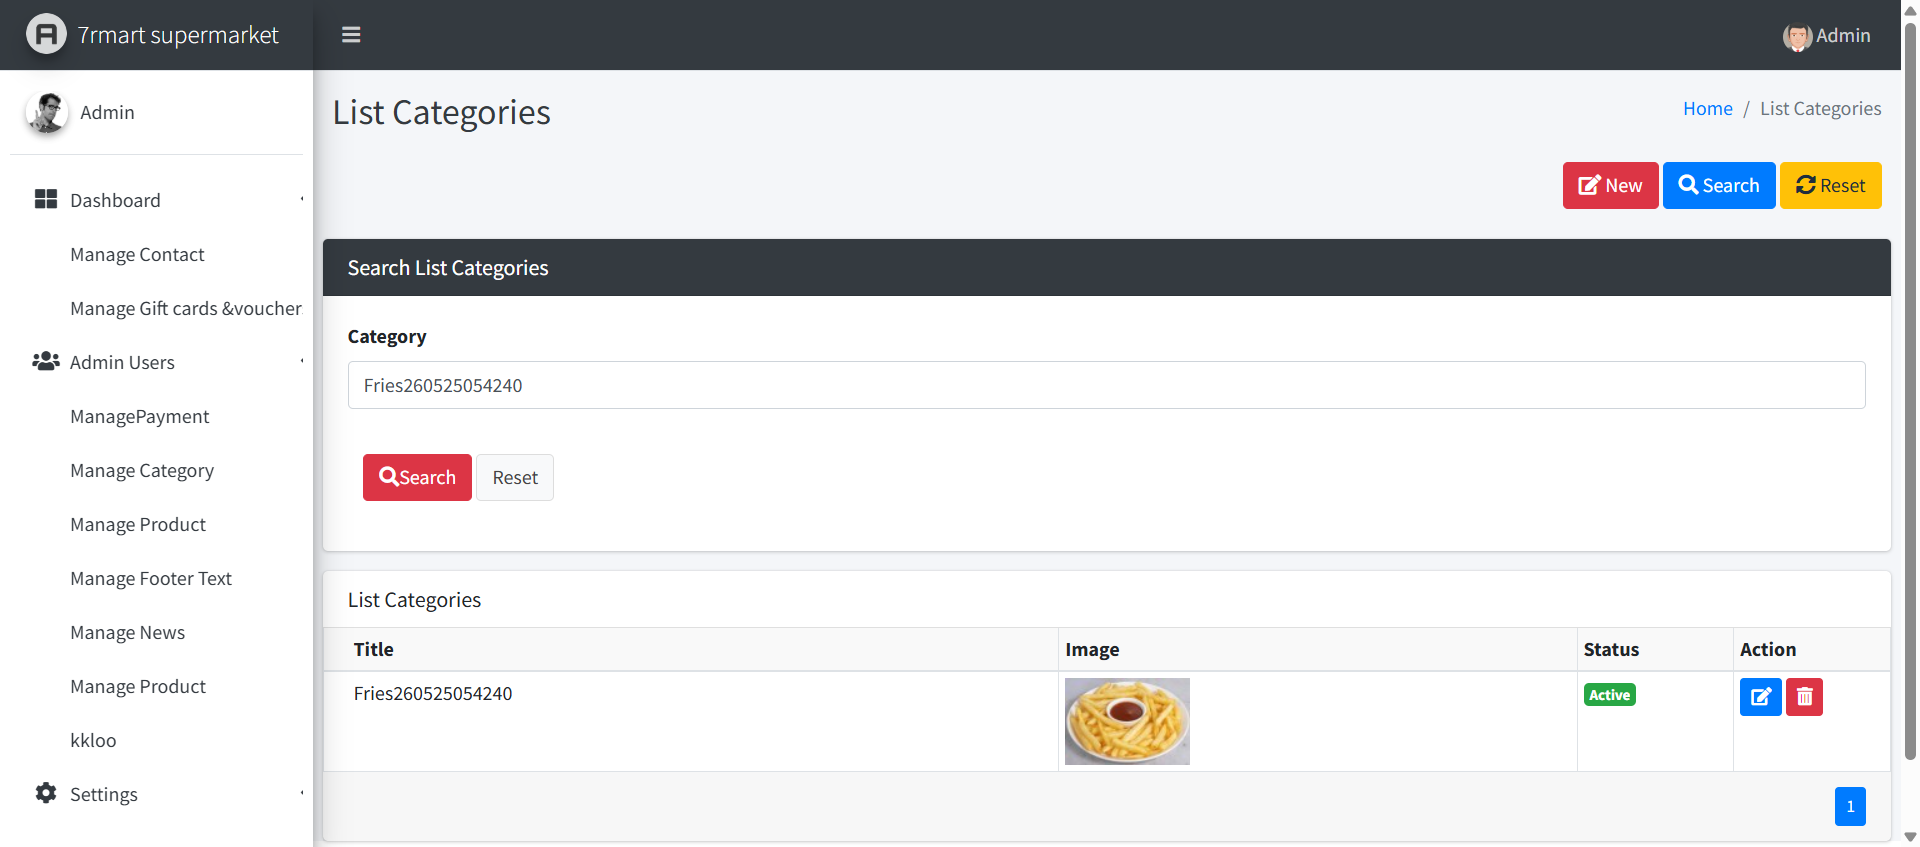 7rmart supermarket
Admin
Admin
Dashboard
Manage Contact
Manage Gift cards &voucher
Admin Users
ManagePayment
Manage Category
Manage Product
Manage Footer Text
Manage News
Manage Product
kkloo
Settings
List Categories
Home / List Categories
New Search Reset
Search List Categories
Category
Fries260525054240
Search Reset
List Categories
Title Image Status Action
Fries260525054240 Active
1